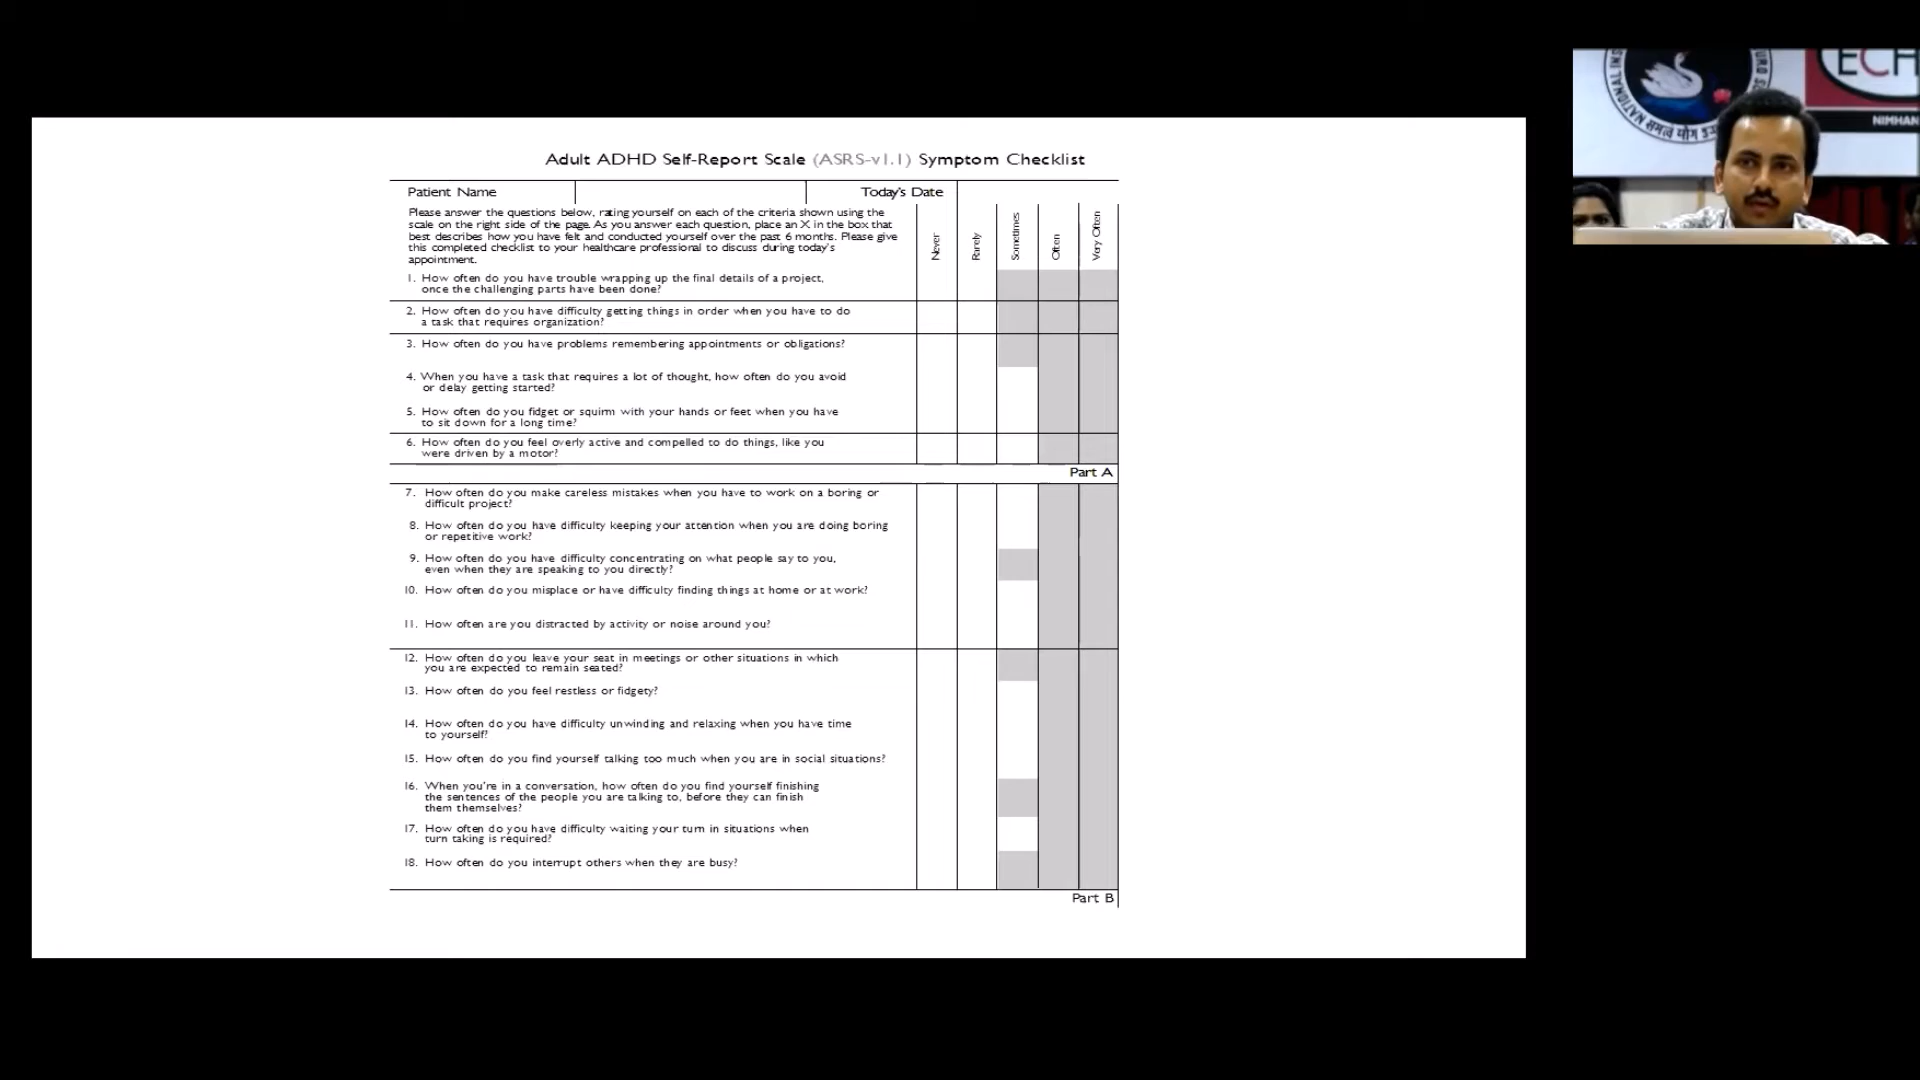 Adult ADHD Self-Report Scale (ASRS-v1.1) Symptom Checklist
Patient Name
Today's Date
Please answer the questions below, rating yourself on each of the criteria shown using the
scale on the right side of the page. As you answer each question, place an X in the box that
best describes how you have felt and conducted yourself over the past 6 months. Please give
this completed checklist to your healthcare professional to discuss during today's
appointment.
Never
Rarely
Sometimes
Often
Very Often
1. How often do you have trouble wrapping up the final details of a project,
once the challenging parts have been done?
2. How often do you have difficulty getting things in order when you have to do
a task that requires organization?
3. How often do you have problems remembering appointments or obligations?
4. When you have a task that requires a lot of thought, how often do you avoid
or delay getting started?
5. How often do you fidget or squirm with your hands or feet when you have
to sit down for a long time?
6. How often do you feel overly active and compelled to do things, like you
were driven by a motor?
Part A
7. How often do you make careless mistakes when you have to work on a boring or
difficult project?
8. How often do you have difficulty keeping your attention when you are doing boring
or repetitive work?
9. How often do you have difficulty concentrating on what people say to you,
even when they are speaking to you directly?
10. How often do you misplace or have difficulty finding things at home or at work?
11. How often are you distracted by activity or noise around you?
12. How often do you leave your seat in meetings or other situations in which
you are expected to remain seated?
13. How often do you feel restless or fidgety?
14. How often do you have difficulty unwinding and relaxing when you have time
to yourself?
15. How often do you find yourself talking too much when you are in social situations?
16. When you're in a conversation, how often do you find yourself finishing
the sentences of the people you are talking to, before they can finish
them themselves?
17. How often do you have difficulty waiting your turn in situations when
turn taking is required?
18. How often do you interrupt others when they are busy?
Part B
NATIONAL INS
URO S
समत्वं योग उ
ECH
NIMHAN